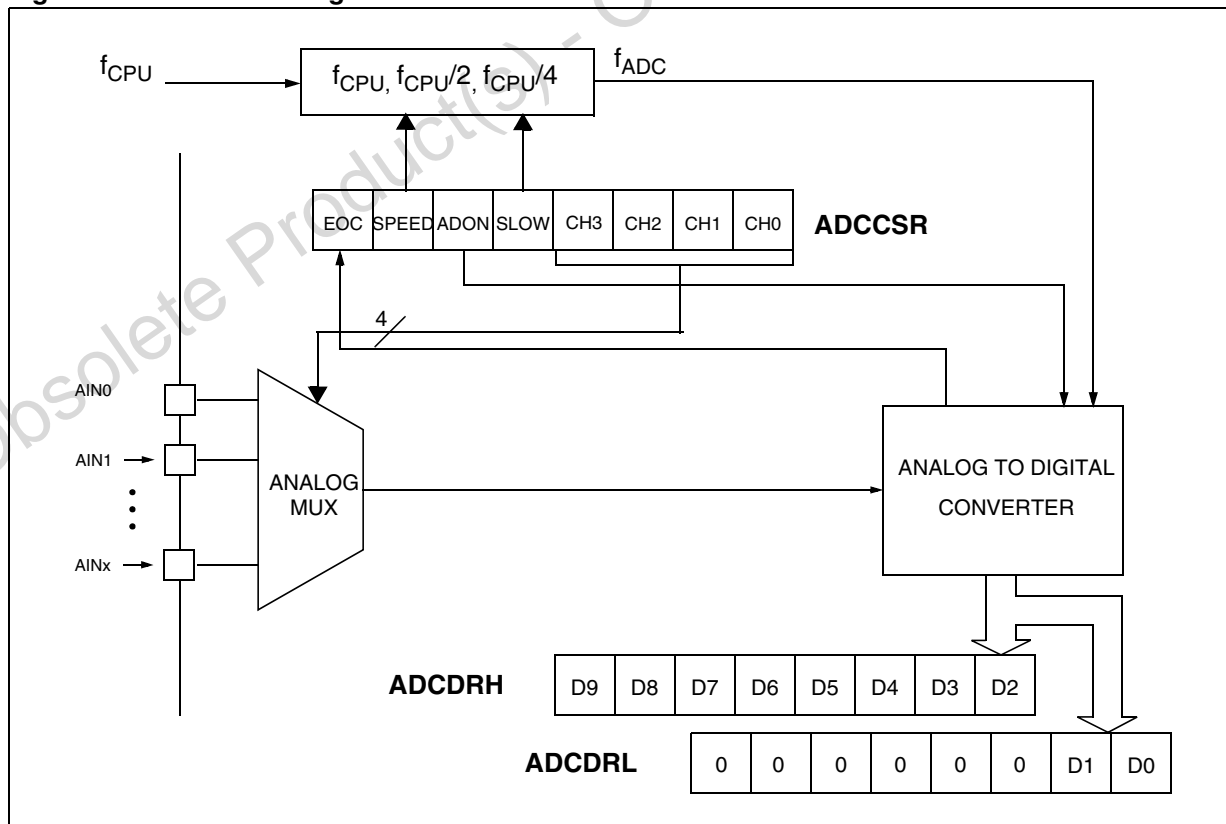 Obsolete Product(s) - O
fCPU
fCPU, fCPU/2, fCPU/4
fADC
EOC SPEED ADON SLOW CH3 CH2 CH1 CH0 ADCCSR
4
AIN0
AIN1
AINx
ANALOG
MUX
ANALOG TO DIGITAL
CONVERTER
ADCDRH D9 D8 D7 D6 D5 D4 D3 D2
ADCDRL 0 0 0 0 0 0 D1 D0